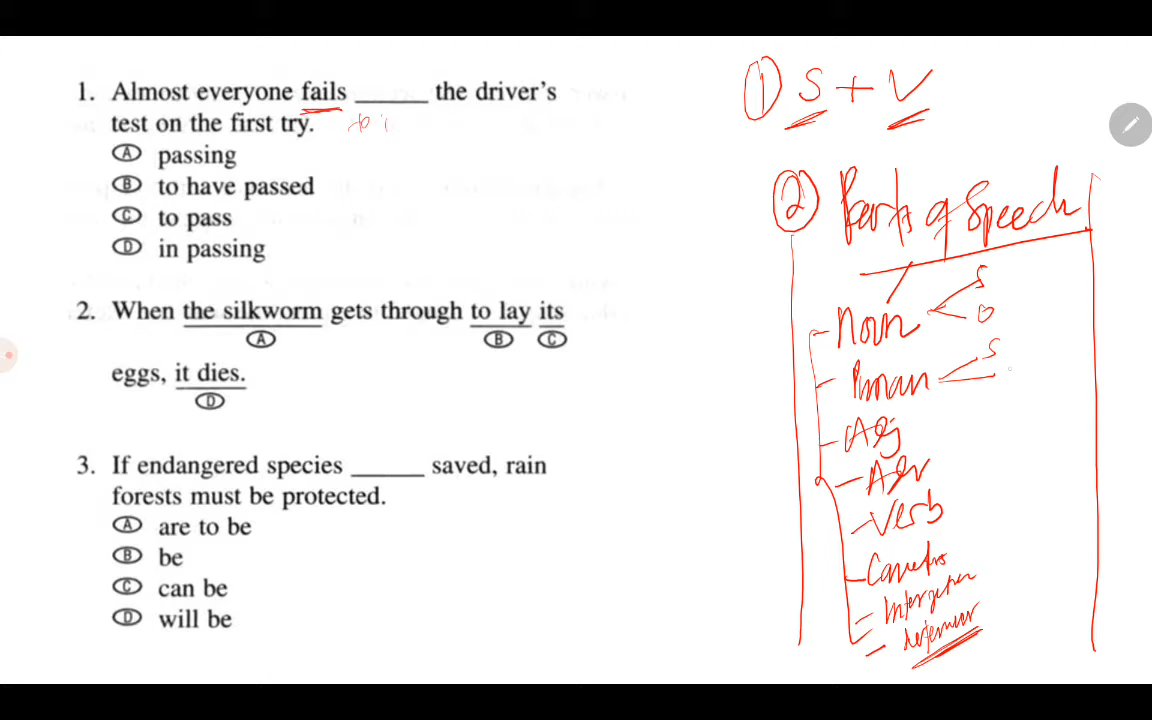 1. Almost everyone fails ______ the driver's
test on the first try.
Ⓐ passing
Ⓑ to have passed
Ⓒ to pass
Ⓓ in passing
2. When the silkworm gets through to lay its
Ⓐ Ⓑ Ⓒ
eggs, it dies.
Ⓓ
3. If endangered species ______ saved, rain
forests must be protected.
Ⓐ are to be
Ⓑ be
Ⓒ can be
Ⓓ will be
① S + V
② Parts of Speech
Noun S
O
S
Adj
Adv
Verb